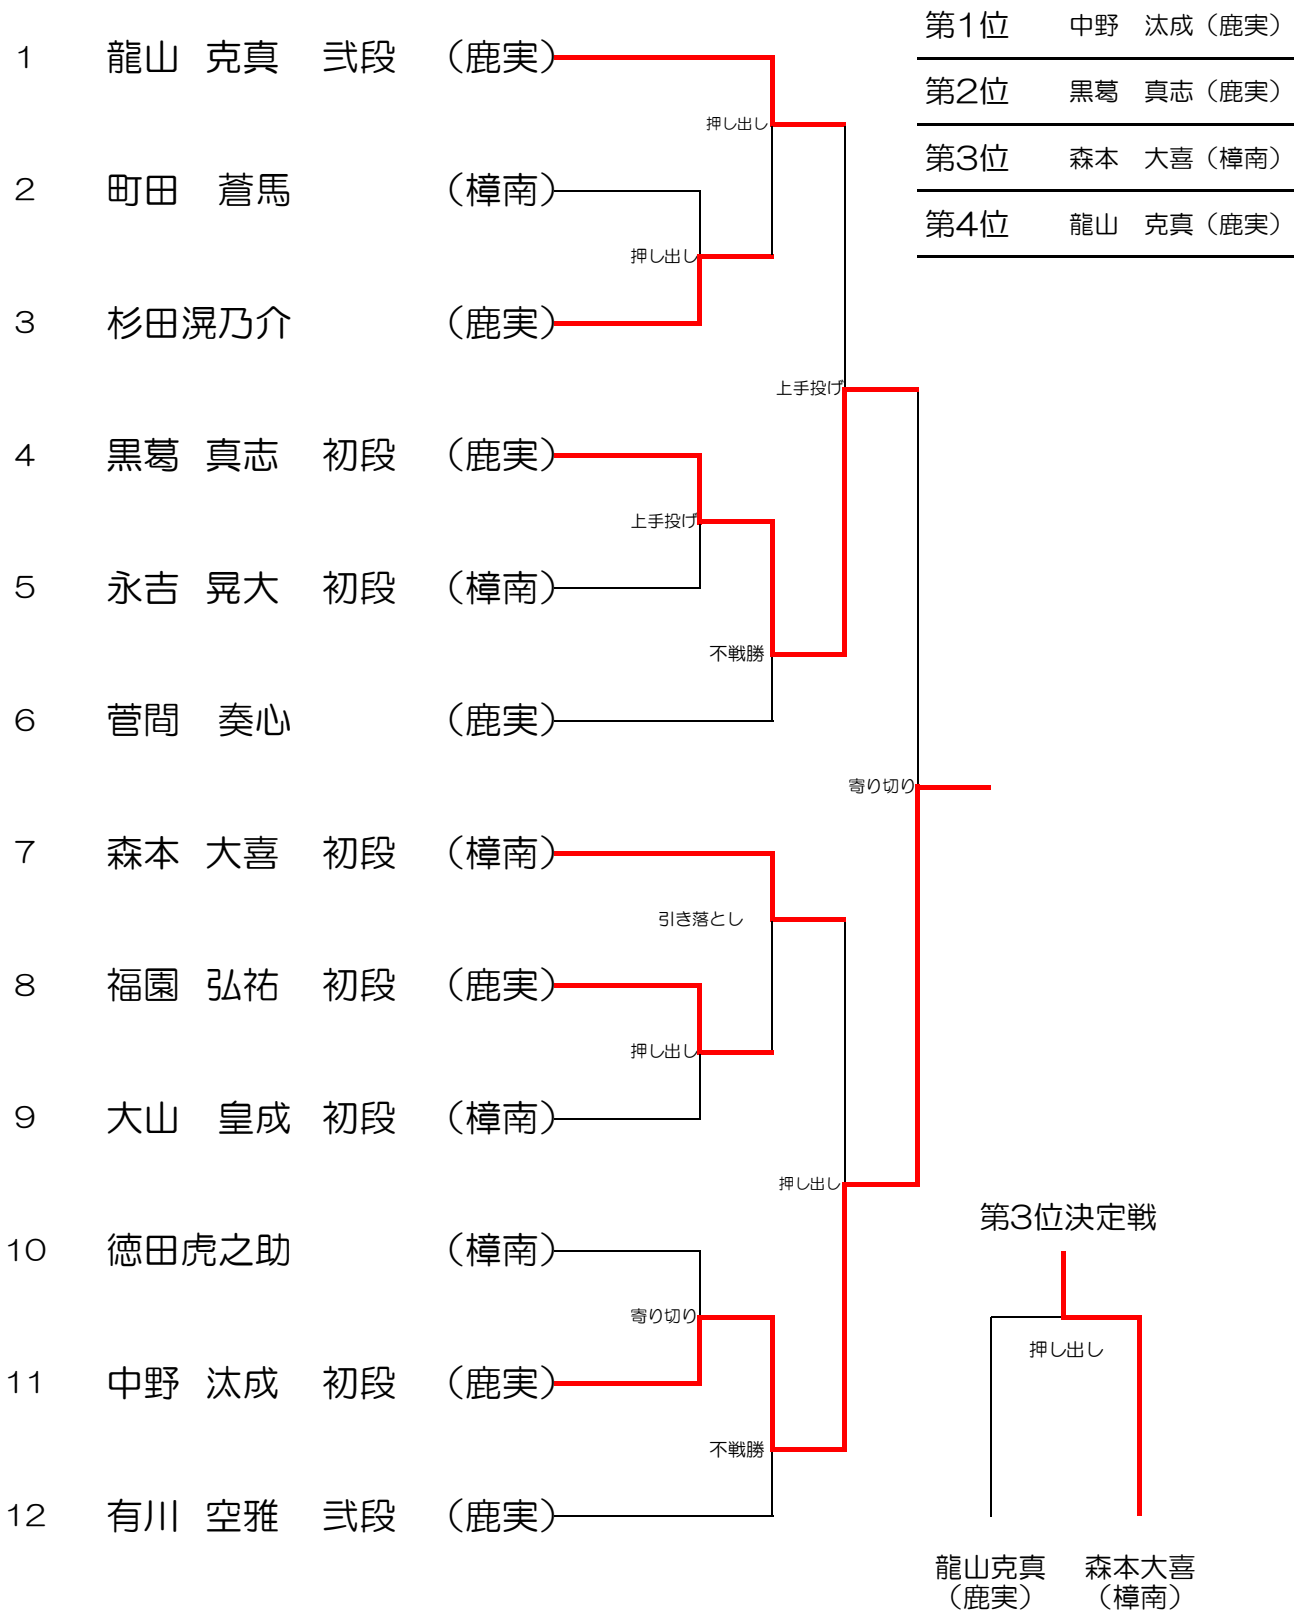 第1位　中野　汰成（鹿実）
第2位　黒葛　真志（鹿実）
第3位　森本　大喜（樟南）
第4位　龍山　克真（鹿実）
1　龍山　克真　弐段　（鹿実）
押し出し
2　町田　蒼馬　（樟南）
押し出し
3　杉田滉乃介　（鹿実）
上手投げ
4　黒葛　真志　初段　（鹿実）
上手投げ
5　永吉　晃大　初段　（樟南）
不戦勝
6　菅間　奏心　（鹿実）
寄り切り
7　森本　大喜　初段　（樟南）
引き落とし
8　福園　弘祐　初段　（鹿実）
押し出し
9　大山　皇成　初段　（樟南）
押し出し
10　徳田虎之助　（樟南）
寄り切り
11　中野　汰成　初段　（鹿実）
不戦勝
12　有川　空雅　弐段　（鹿実）
第3位決定戦
押し出し
龍山克真　森本大喜
（鹿実）　（樟南）